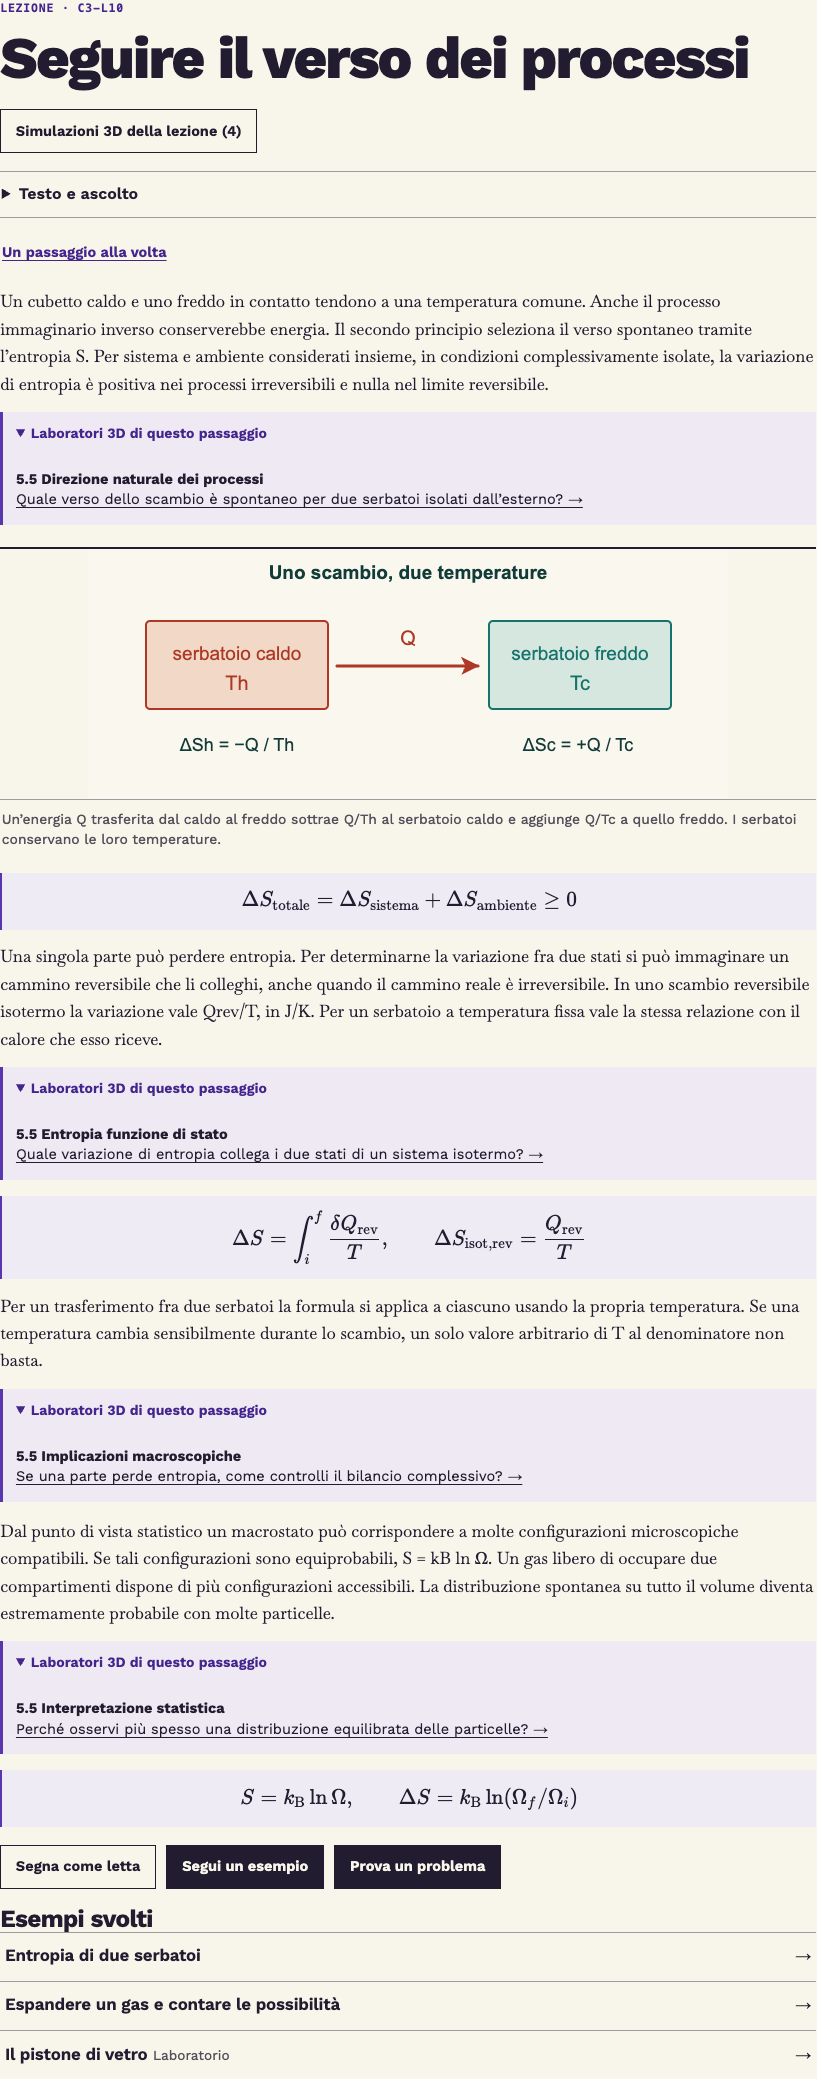 LEZIONE · C3–L10
Seguire il verso dei processi
Simulazioni 3D della lezione (4)
▶ Testo e ascolto
Un passaggio alla volta
Un cubetto caldo e uno freddo in contatto tendono a una temperatura comune. Anche il processo
immaginario inverso conserverebbe energia. Il secondo principio seleziona il verso spontaneo tramite
l’entropia S. Per sistema e ambiente considerati insieme, in condizioni complessivamente isolate, la variazione
di entropia è positiva nei processi irreversibili e nulla nel limite reversibile.
▼ Laboratori 3D di questo passaggio
5.5 Direzione naturale dei processi
Quale verso dello scambio è spontaneo per due serbatoi isolati dall’esterno? →
Uno scambio, due temperature
serbatoio caldo
Th
Q
serbatoio freddo
Tc
ΔSh = −Q / Th
ΔSc = +Q / Tc
Un’energia Q trasferita dal caldo al freddo sottrae Q/Th al serbatoio caldo e aggiunge Q/Tc a quello freddo. I serbatoi
conservano le loro temperature.
ΔS_totale = ΔS_sistema + ΔS_ambiente ≥ 0
Una singola parte può perdere entropia. Per determinarne la variazione fra due stati si può immaginare un
cammino reversibile che li colleghi, anche quando il cammino reale è irreversibile. In uno scambio reversibile
isotermo la variazione vale Qrev/T, in J/K. Per un serbatoio a temperatura fissa vale la stessa relazione con il
calore che esso riceve.
▼ Laboratori 3D di questo passaggio
5.5 Entropia funzione di stato
Quale variazione di entropia collega i due stati di un sistema isotermo? →
ΔS = ∫_i^f δQ_rev / T, ΔS_isot,rev = Q_rev / T
Per un trasferimento fra due serbatoi la formula si applica a ciascuno usando la propria temperatura. Se una
temperatura cambia sensibilmente durante lo scambio, un solo valore arbitrario di T al denominatore non
basta.
▼ Laboratori 3D di questo passaggio
5.5 Implicazioni macroscopiche
Se una parte perde entropia, come controlli il bilancio complessivo? →
Dal punto di vista statistico un macrostato può corrispondere a molte configurazioni microscopiche
compatibili. Se tali configurazioni sono equiprobabili, S = kB ln Ω. Un gas libero di occupare due
compartimenti dispone di più configurazioni accessibili. La distribuzione spontanea su tutto il volume diventa
estremamente probabile con molte particelle.
▼ Laboratori 3D di questo passaggio
5.5 Interpretazione statistica
Perché osservi più spesso una distribuzione equilibrata delle particelle? →
S = k_B ln Ω, ΔS = k_B ln(Ω_f/Ω_i)
Segna come letta
Segui un esempio
Prova un problema
Esempi svolti
Entropia di due serbatoi →
Espandere un gas e contare le possibilità →
Il pistone di vetro Laboratorio →